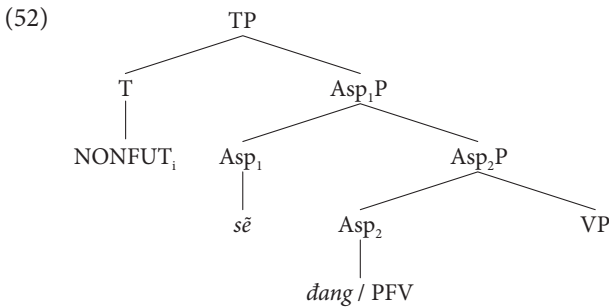 (52)
TP
T Asp₁P
NONFUTᵢ Asp₁ Asp₂P
sẽ Asp₂ VP
đang / PFV